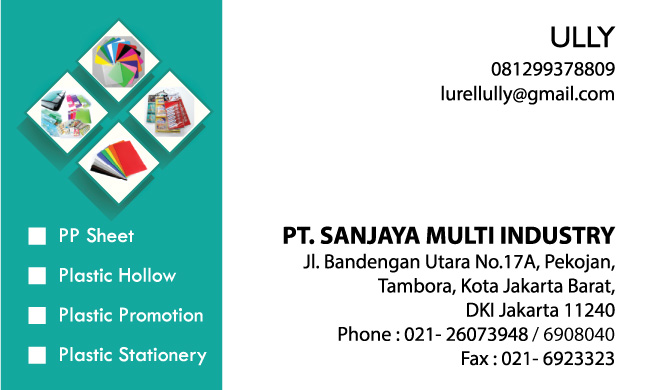 ULLY
081299378809
lurellully@gmail.com
PP Sheet
Plastic Hollow
Plastic Promotion
Plastic Stationery
PT. SANJAYA MULTI INDUSTRY
Jl. Bandengan Utara No.17A, Pekojan,
Tambora, Kota Jakarta Barat,
DKI Jakarta 11240
Phone : 021- 26073948 / 6908040
Fax : 021- 6923323